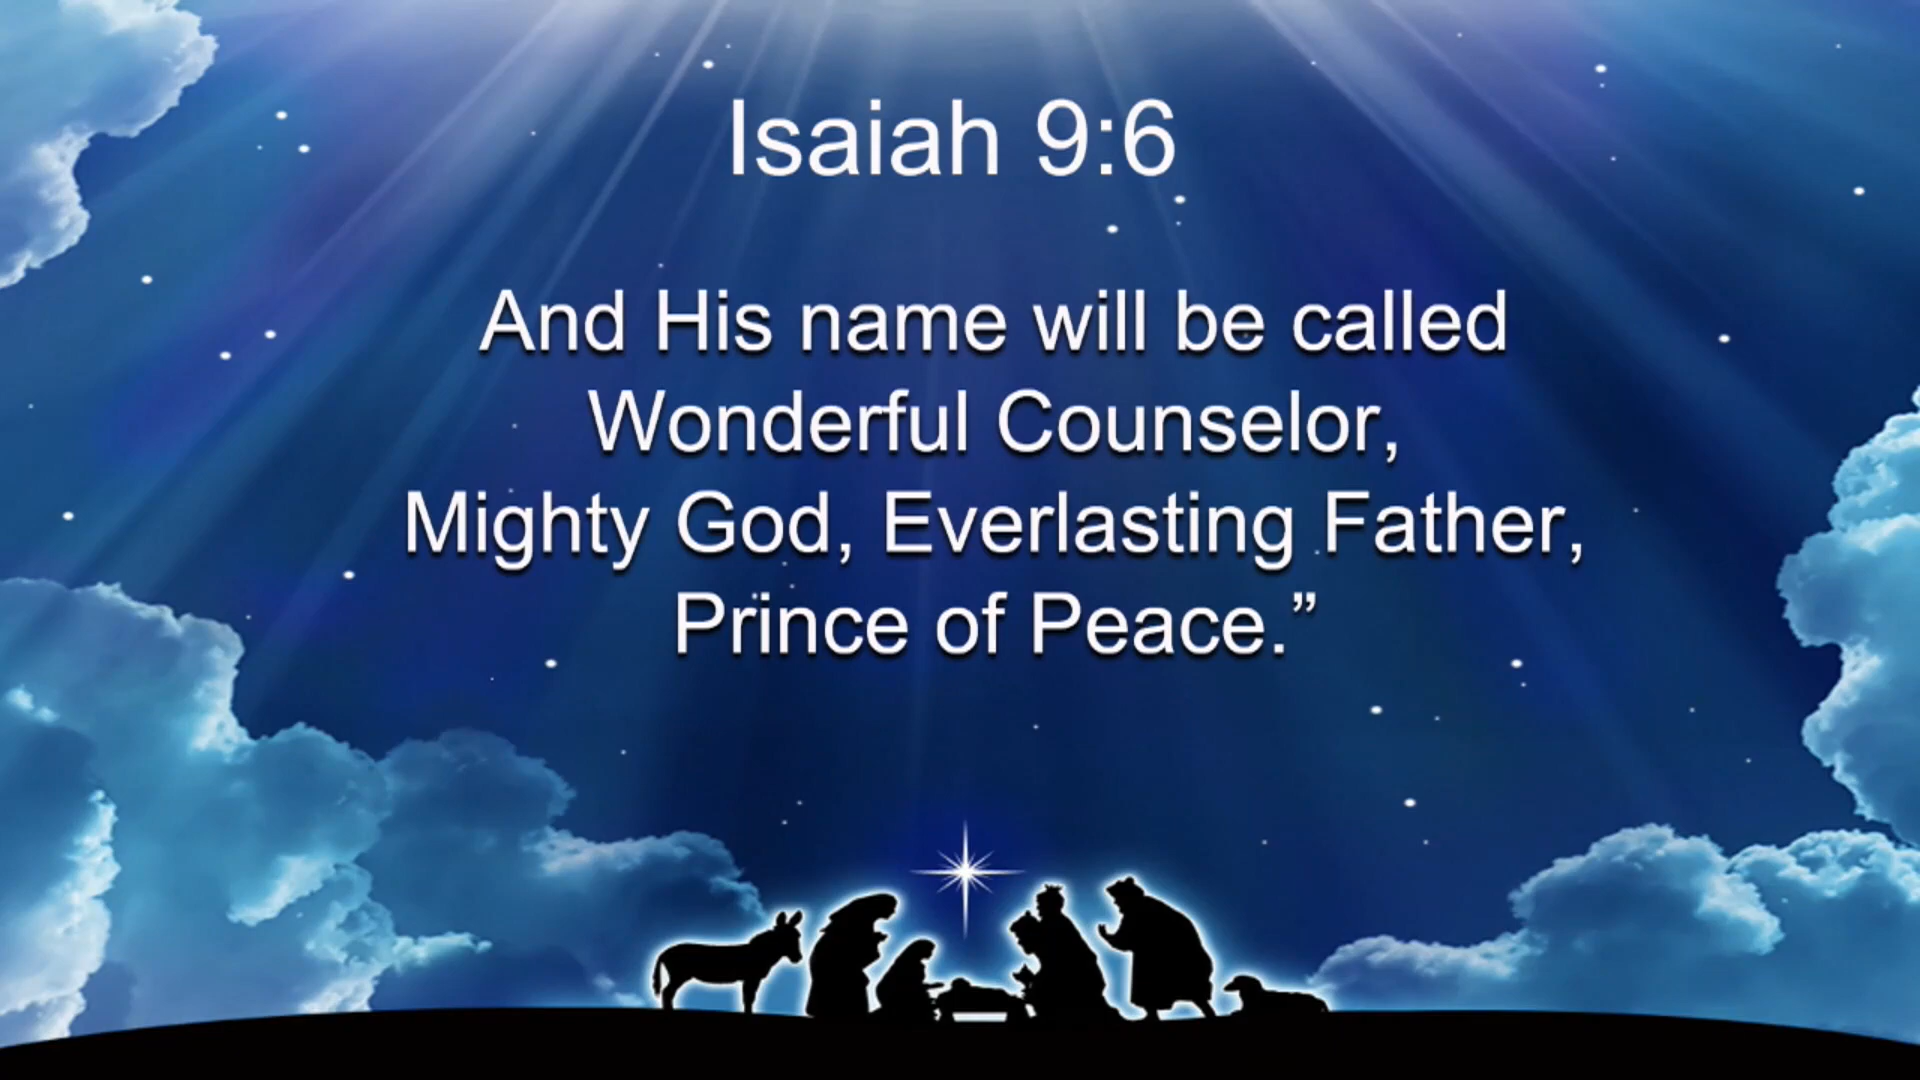 Isaiah 9:6
And His name will be called
Wonderful Counselor,
Mighty God, Everlasting Father,
Prince of Peace.”